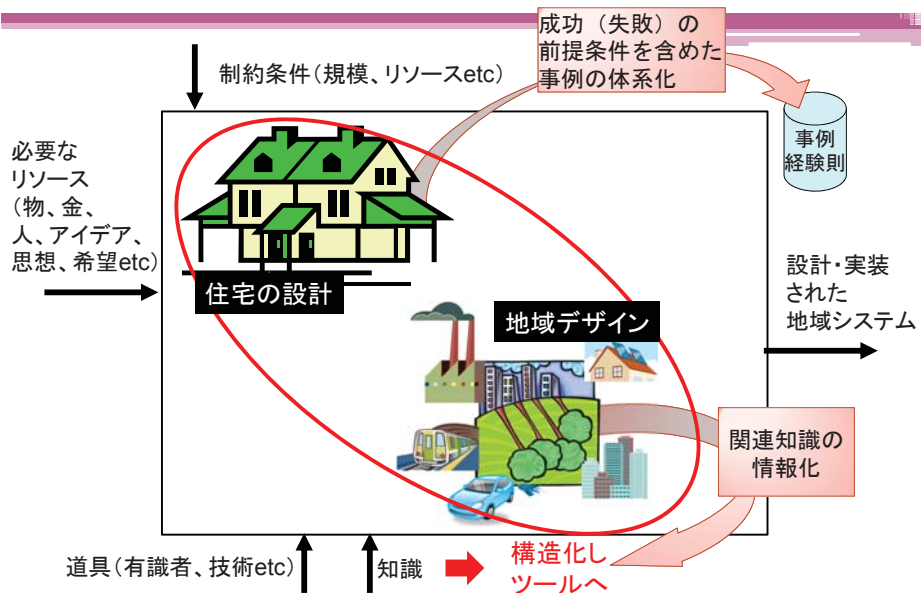 成功（失敗）の
前提条件を含めた
事例の体系化
制約条件（規模、リソースetc）
事例
経験則
必要な
リソース
（物、金、
人、アイデア、
思想、希望etc）
住宅の設計
設計・実装
された
地域システム
地域デザイン
関連知識の
情報化
道具（有識者、技術etc）
知識
構造化し
ツールへ